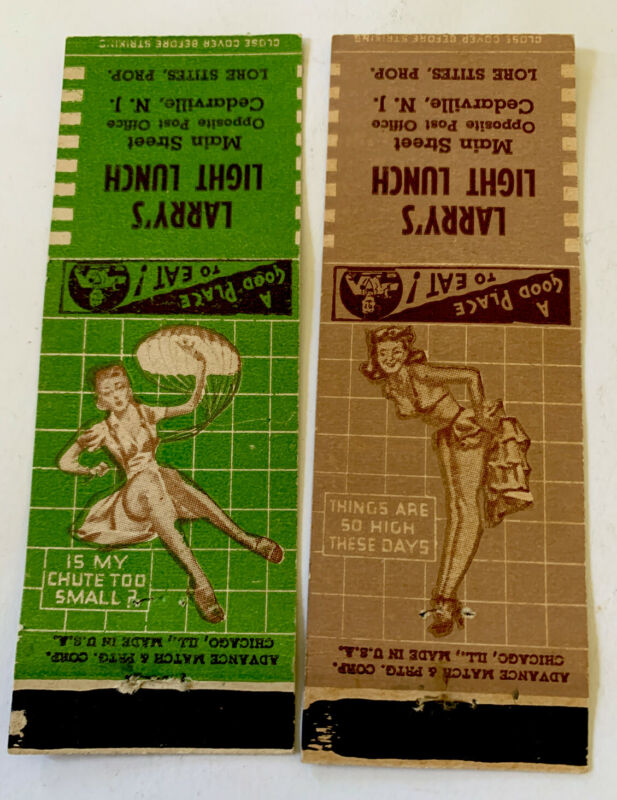 CLOSE COVER BEFORE STRIKING
LORE STITES, PROP.
Cedarville, N. J.
Opposite Post Office
Main Street
LIGHT LUNCH
LARRY'S
A GOOD PLACE
TO EAT!
IS MY
CHUTE TOO
SMALL?
ADVANCE MATCH & PRTG. CORP.
CHICAGO, ILL., MADE IN U.S.A.
CLOSE COVER BEFORE STRIKING
LORE STITES, PROP.
Cedarville, N. J.
Opposite Post Office
Main Street
LIGHT LUNCH
LARRY'S
A GOOD PLACE
TO EAT!
THINGS ARE
SO HIGH
THESE DAYS
ADVANCE MATCH & PRTG. CORP.
CHICAGO, ILL., MADE IN U.S.A.